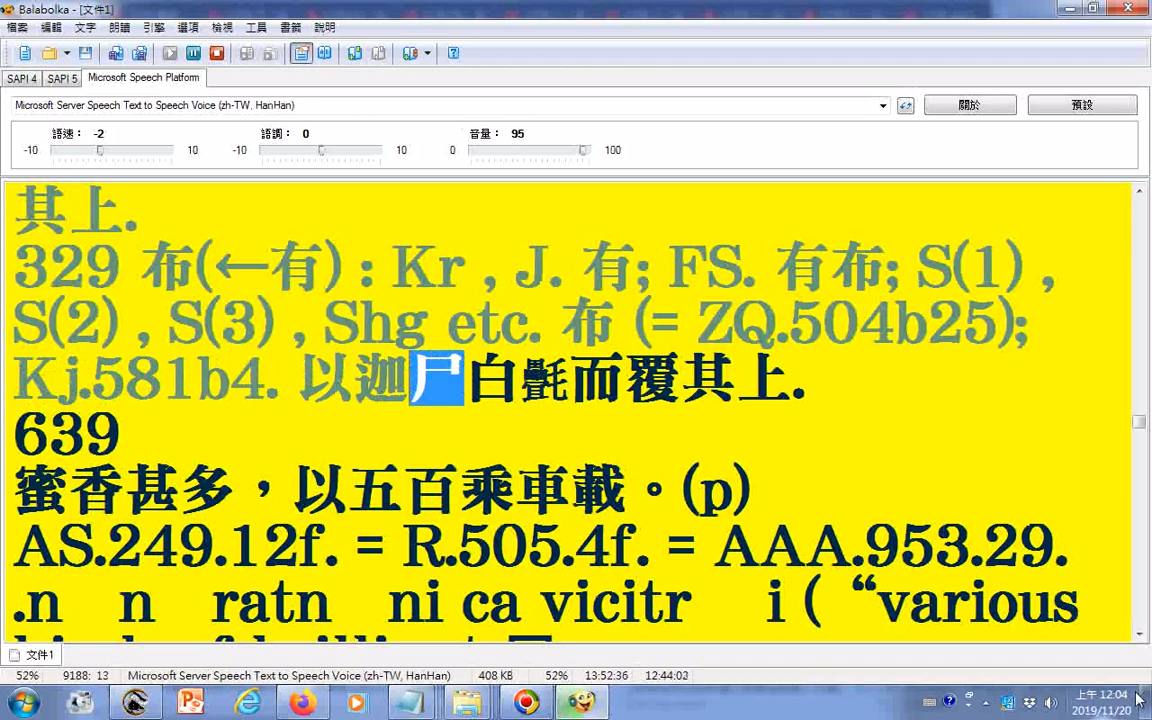 Balabolka - [文件1]
檔案 編輯 文字 朗讀 引擎 選項 檢視 工具 書籤 說明
SAPI 4 SAPI 5 Microsoft Speech Platform
Microsoft Server Speech Text to Speech Voice (zh-TW, HanHan) 關於 預設
語速： -2 語調： 0 音量： 95
-10 10 -10 10 0 100
其上.
329 布(←有) : Kr , J. 有; FS. 有布; S(1) ,
S(2) , S(3) , Shg etc. 布 (= ZQ.504b25);
Kj.581b4. 以迦尸白氎而覆其上.
639
蜜香甚多，以五百乘車載。(p)
AS.249.12f. = R.505.4f. = AAA.953.29.
.n n ratn ni ca vicitr i ( “various
文件1
52% 9188: 13 Microsoft Server Speech Text to Speech Voice (zh-TW, HanHan) 408 KB 52% 13:52:36 12:44:02
上午 12:04
2019/11/20